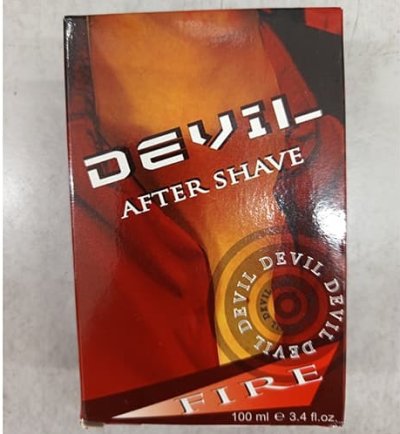 DEVIL
AFTER SHAVE
DEVIL DEVIL DEVIL DEVIL
DEVIL
FIRE
100 ml e 3.4 fl.oz.